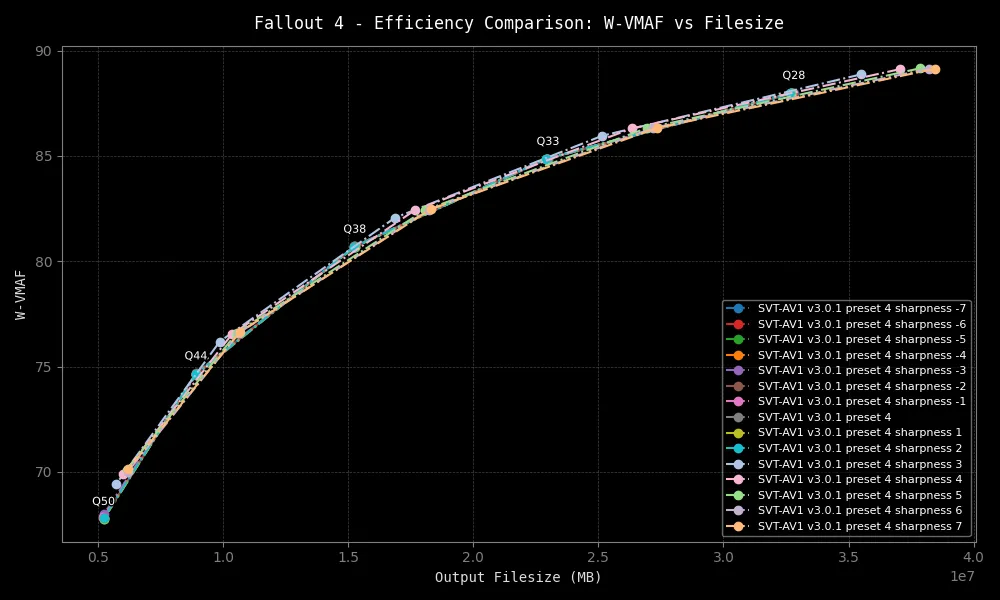 Fallout 4 - Efficiency Comparison: W-VMAF vs Filesize
90
85
80
75
70
W-VMAF
Q28
Q33
Q38
Q44
Q50
SVT-AV1 v3.0.1 preset 4 sharpness -7
SVT-AV1 v3.0.1 preset 4 sharpness -6
SVT-AV1 v3.0.1 preset 4 sharpness -5
SVT-AV1 v3.0.1 preset 4 sharpness -4
SVT-AV1 v3.0.1 preset 4 sharpness -3
SVT-AV1 v3.0.1 preset 4 sharpness -2
SVT-AV1 v3.0.1 preset 4 sharpness -1
SVT-AV1 v3.0.1 preset 4
SVT-AV1 v3.0.1 preset 4 sharpness 1
SVT-AV1 v3.0.1 preset 4 sharpness 2
SVT-AV1 v3.0.1 preset 4 sharpness 3
SVT-AV1 v3.0.1 preset 4 sharpness 4
SVT-AV1 v3.0.1 preset 4 sharpness 5
SVT-AV1 v3.0.1 preset 4 sharpness 6
SVT-AV1 v3.0.1 preset 4 sharpness 7
0.5 1.0 1.5 2.0 2.5 3.0 3.5 4.0
1e7
Output Filesize (MB)